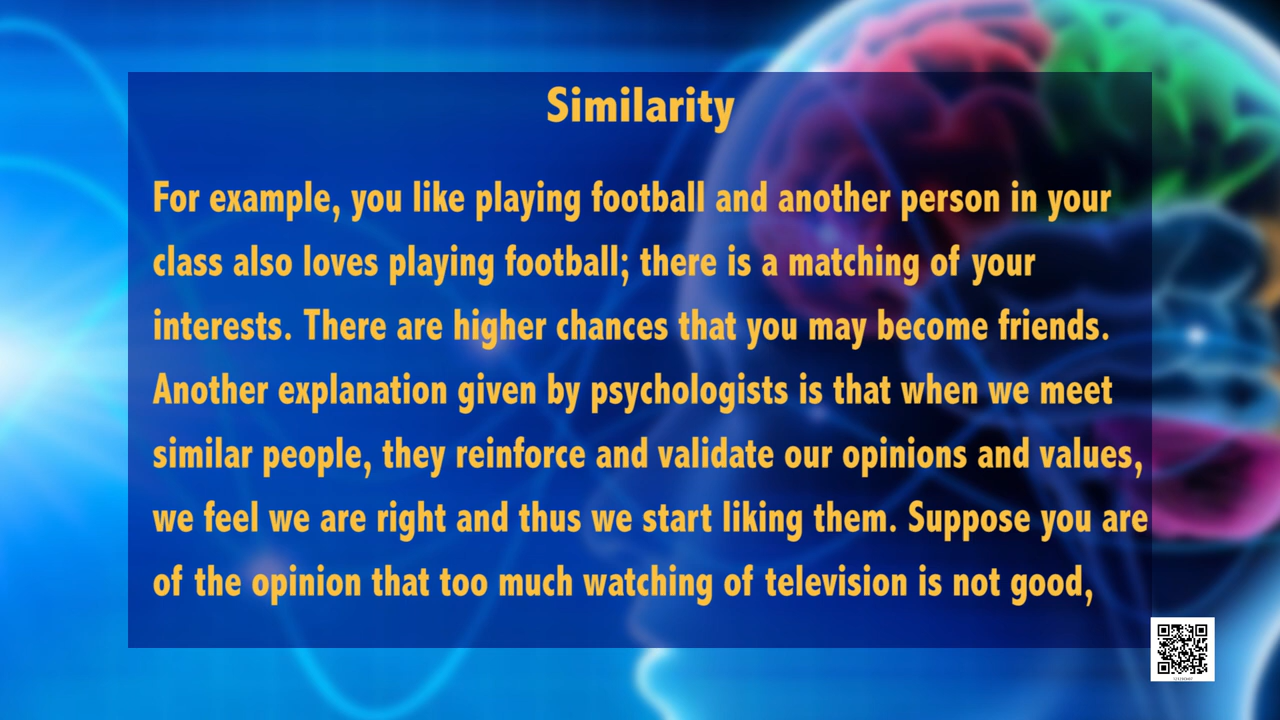 Similarity
For example, you like playing football and another person in your
class also loves playing football; there is a matching of your
interests. There are higher chances that you may become friends.
Another explanation given by psychologists is that when we meet
similar people, they reinforce and validate our opinions and values,
we feel we are right and thus we start liking them. Suppose you are
of the opinion that too much watching of television is not good,